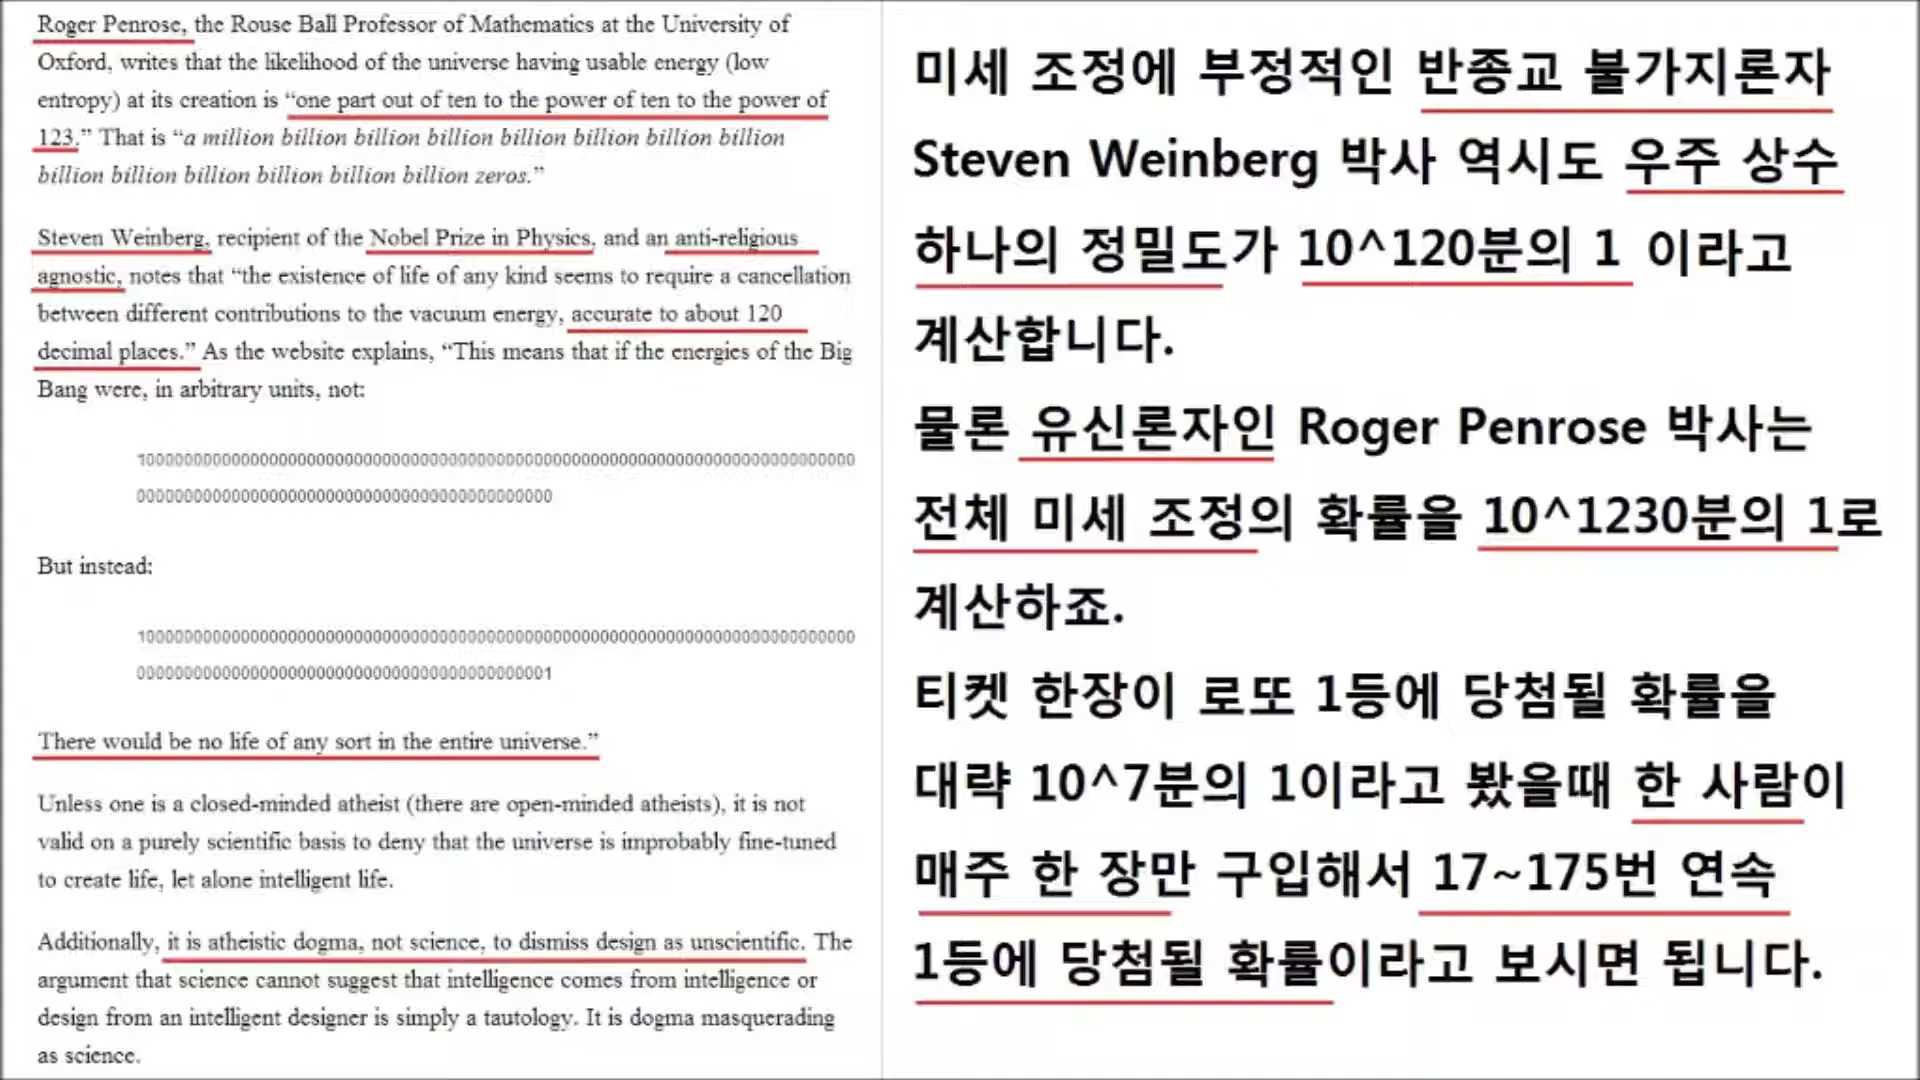 Roger Penrose, the Rouse Ball Professor of Mathematics at the University of
Oxford, writes that the likelihood of the universe having usable energy (low
entropy) at its creation is “one part out of ten to the power of ten to the power of
123.” That is “a million billion billion billion billion billion billion billion
billion billion billion billion billion billion zeros.”
Steven Weinberg, recipient of the Nobel Prize in Physics, and an anti-religious
agnostic, notes that “the existence of life of any kind seems to require a cancellation
between different contributions to the vacuum energy, accurate to about 120
decimal places.” As the website explains, “This means that if the energies of the Big
Bang were, in arbitrary units, not:
But instead:
There would be no life of any sort in the entire universe.”
Unless one is a closed-minded atheist (there are open-minded atheists), it is not
valid on a purely scientific basis to deny that the universe is improbably fine-tuned
to create life, let alone intelligent life.
Additionally, it is atheistic dogma, not science, to dismiss design as unscientific. The
argument that science cannot suggest that intelligence comes from intelligence or
design from an intelligent designer is simply a tautology. It is dogma masquerading
as science.
미세 조정에 부정적인 반종교 불가지론자
Steven Weinberg 박사 역시도 우주 상수
하나의 정밀도가 10^120분의 1 이라고
계산합니다.
물론 유신론자인 Roger Penrose 박사는
전체 미세 조정의 확률을 10^1230분의 1로
계산하죠.
티켓 한장이 로또 1등에 당첨될 확률을
대략 10^7분의 1이라고 봤을때 한 사람이
매주 한 장만 구입해서 17~175번 연속
1등에 당첨될 확률이라고 보시면 됩니다.